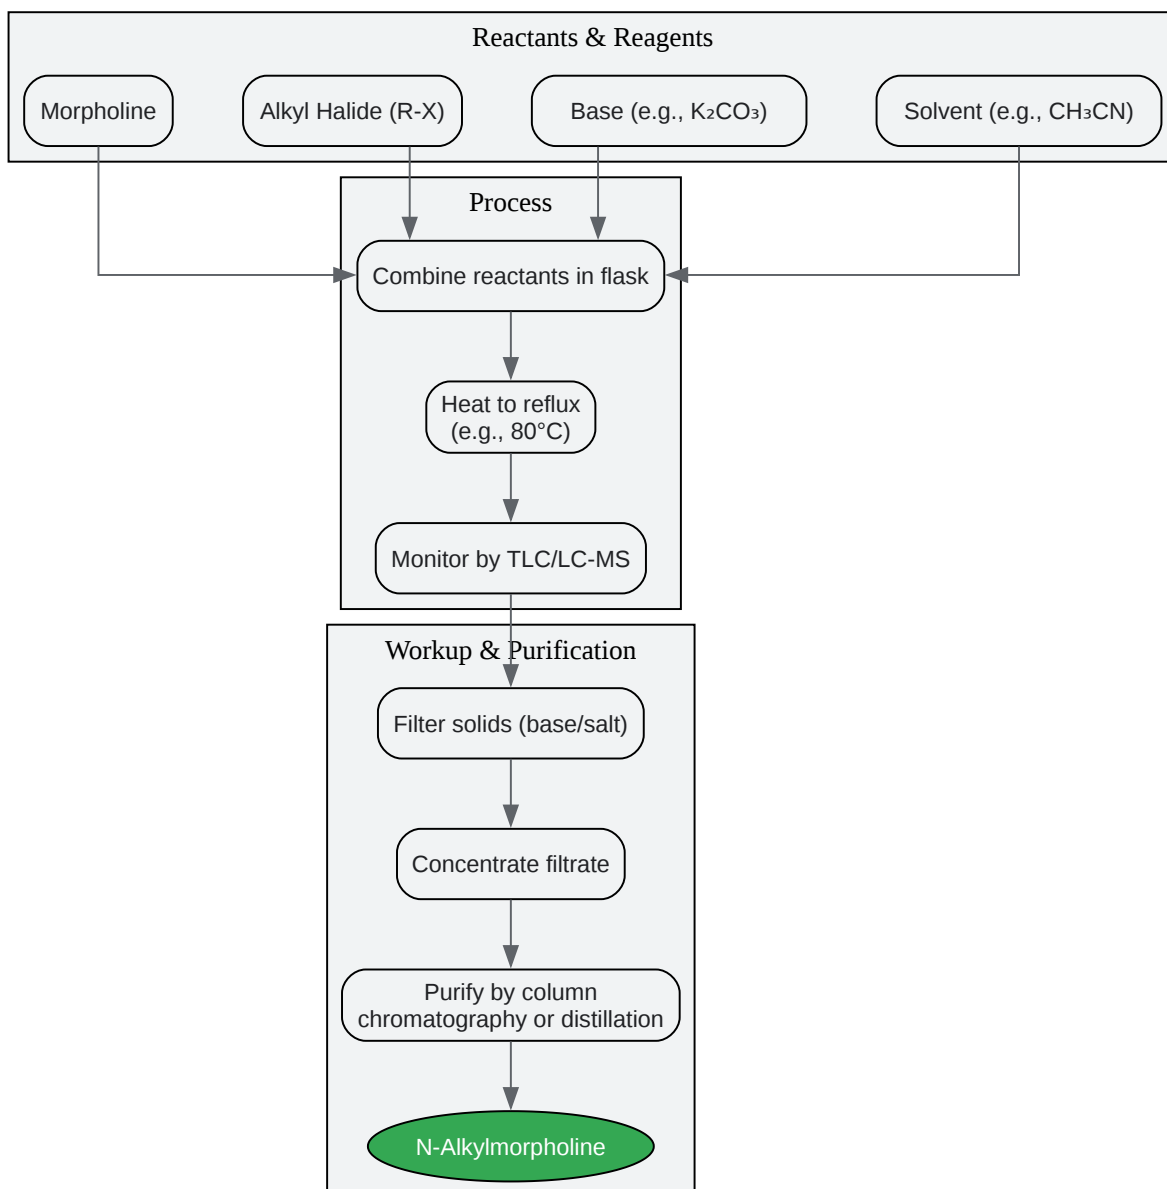 Reactants & Reagents
Morpholine
Alkyl Halide (R-X)
Base (e.g., K₂CO₃)
Solvent (e.g., CH₃CN)
Process
Combine reactants in flask
Heat to reflux
(e.g., 80°C)
Monitor by TLC/LC-MS
Workup & Purification
Filter solids (base/salt)
Concentrate filtrate
Purify by column
chromatography or distillation
N-Alkylmorpholine